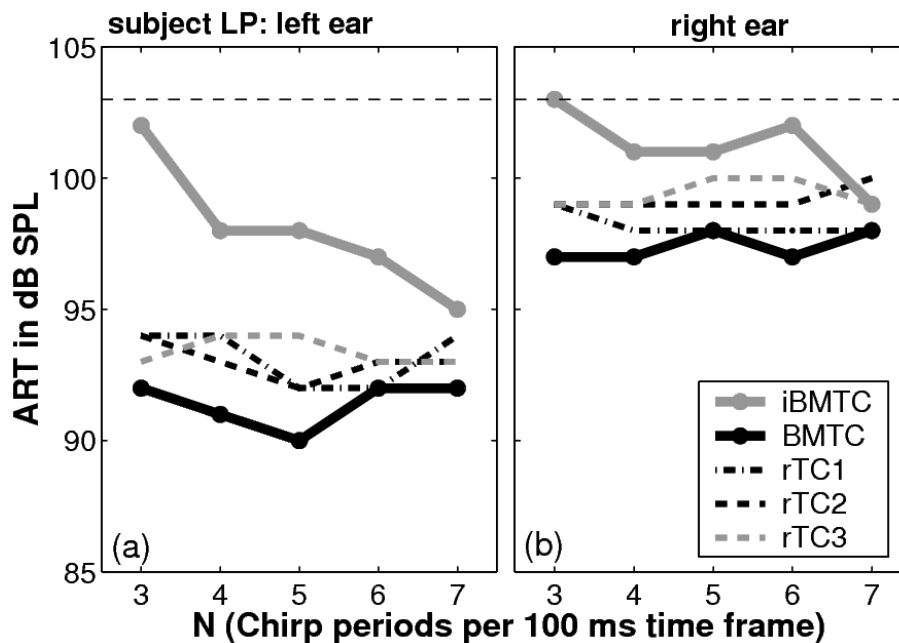 subject LP: left ear
right ear
105
100
95
90
85
ART in dB SPL
(a)
(b)
iBMTC
BMTC
rTC1
rTC2
rTC3
3 4 5 6 7
3 4 5 6 7
N (Chirp periods per 100 ms time frame)